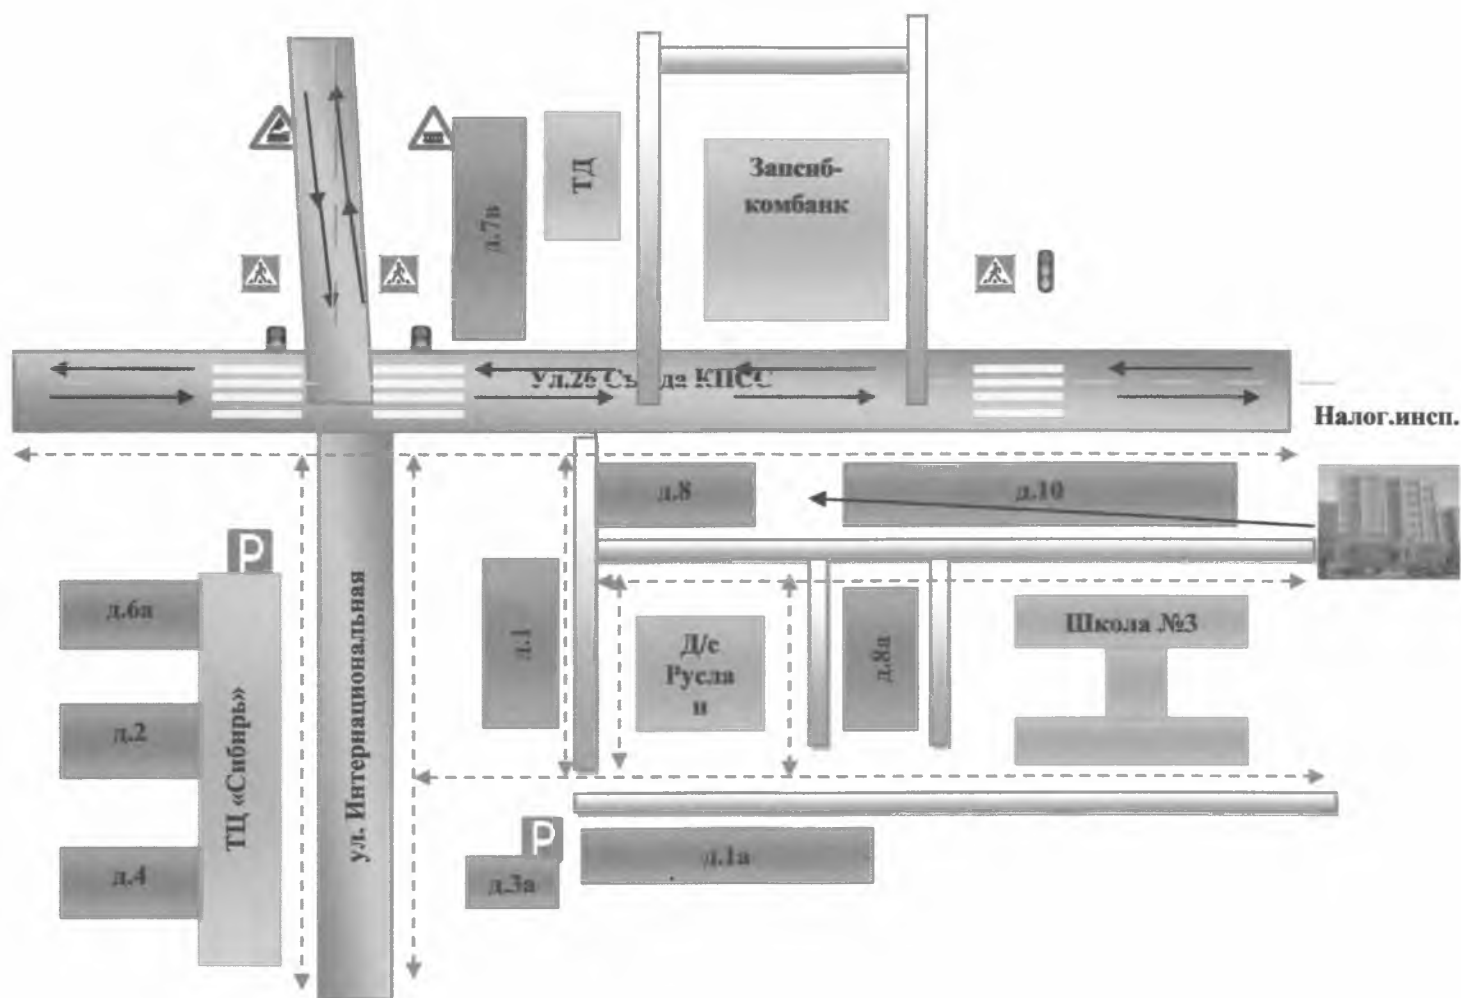 Запсиб-
комбанк
ТД
д.7в
Ул.26 Съезда КПСС
Налог.инсп.
д.8
д.10
P
д.6а
ул. Интернациональная
д.1
Д/с
Русла
н
д.8а
Школа №3
д.2
ТЦ «Сибирь»
P
д.4
д.3а
д.1а